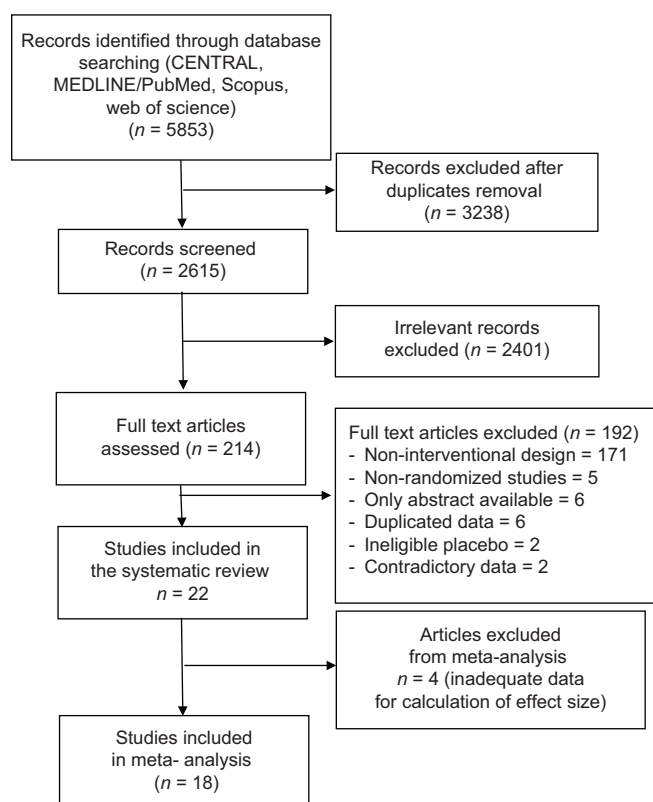 Records identified through database
searching (CENTRAL,
MEDLINE/PubMed, Scopus,
web of science)
(n = 5853)
Records excluded after
duplicates removal
(n = 3238)
Records screened
(n = 2615)
Irrelevant records
excluded (n = 2401)
Full text articles
assessed (n = 214)
Full text articles excluded (n = 192)
- Non-interventional design = 171
- Non-randomized studies = 5
- Only abstract available = 6
- Duplicated data = 6
- Ineligible placebo = 2
- Contradictory data = 2
Studies included in
the systematic review
n = 22
Articles excluded
from meta-analysis
n = 4 (inadequate data
for calculation of effect size)
Studies included
in meta- analysis
(n = 18)